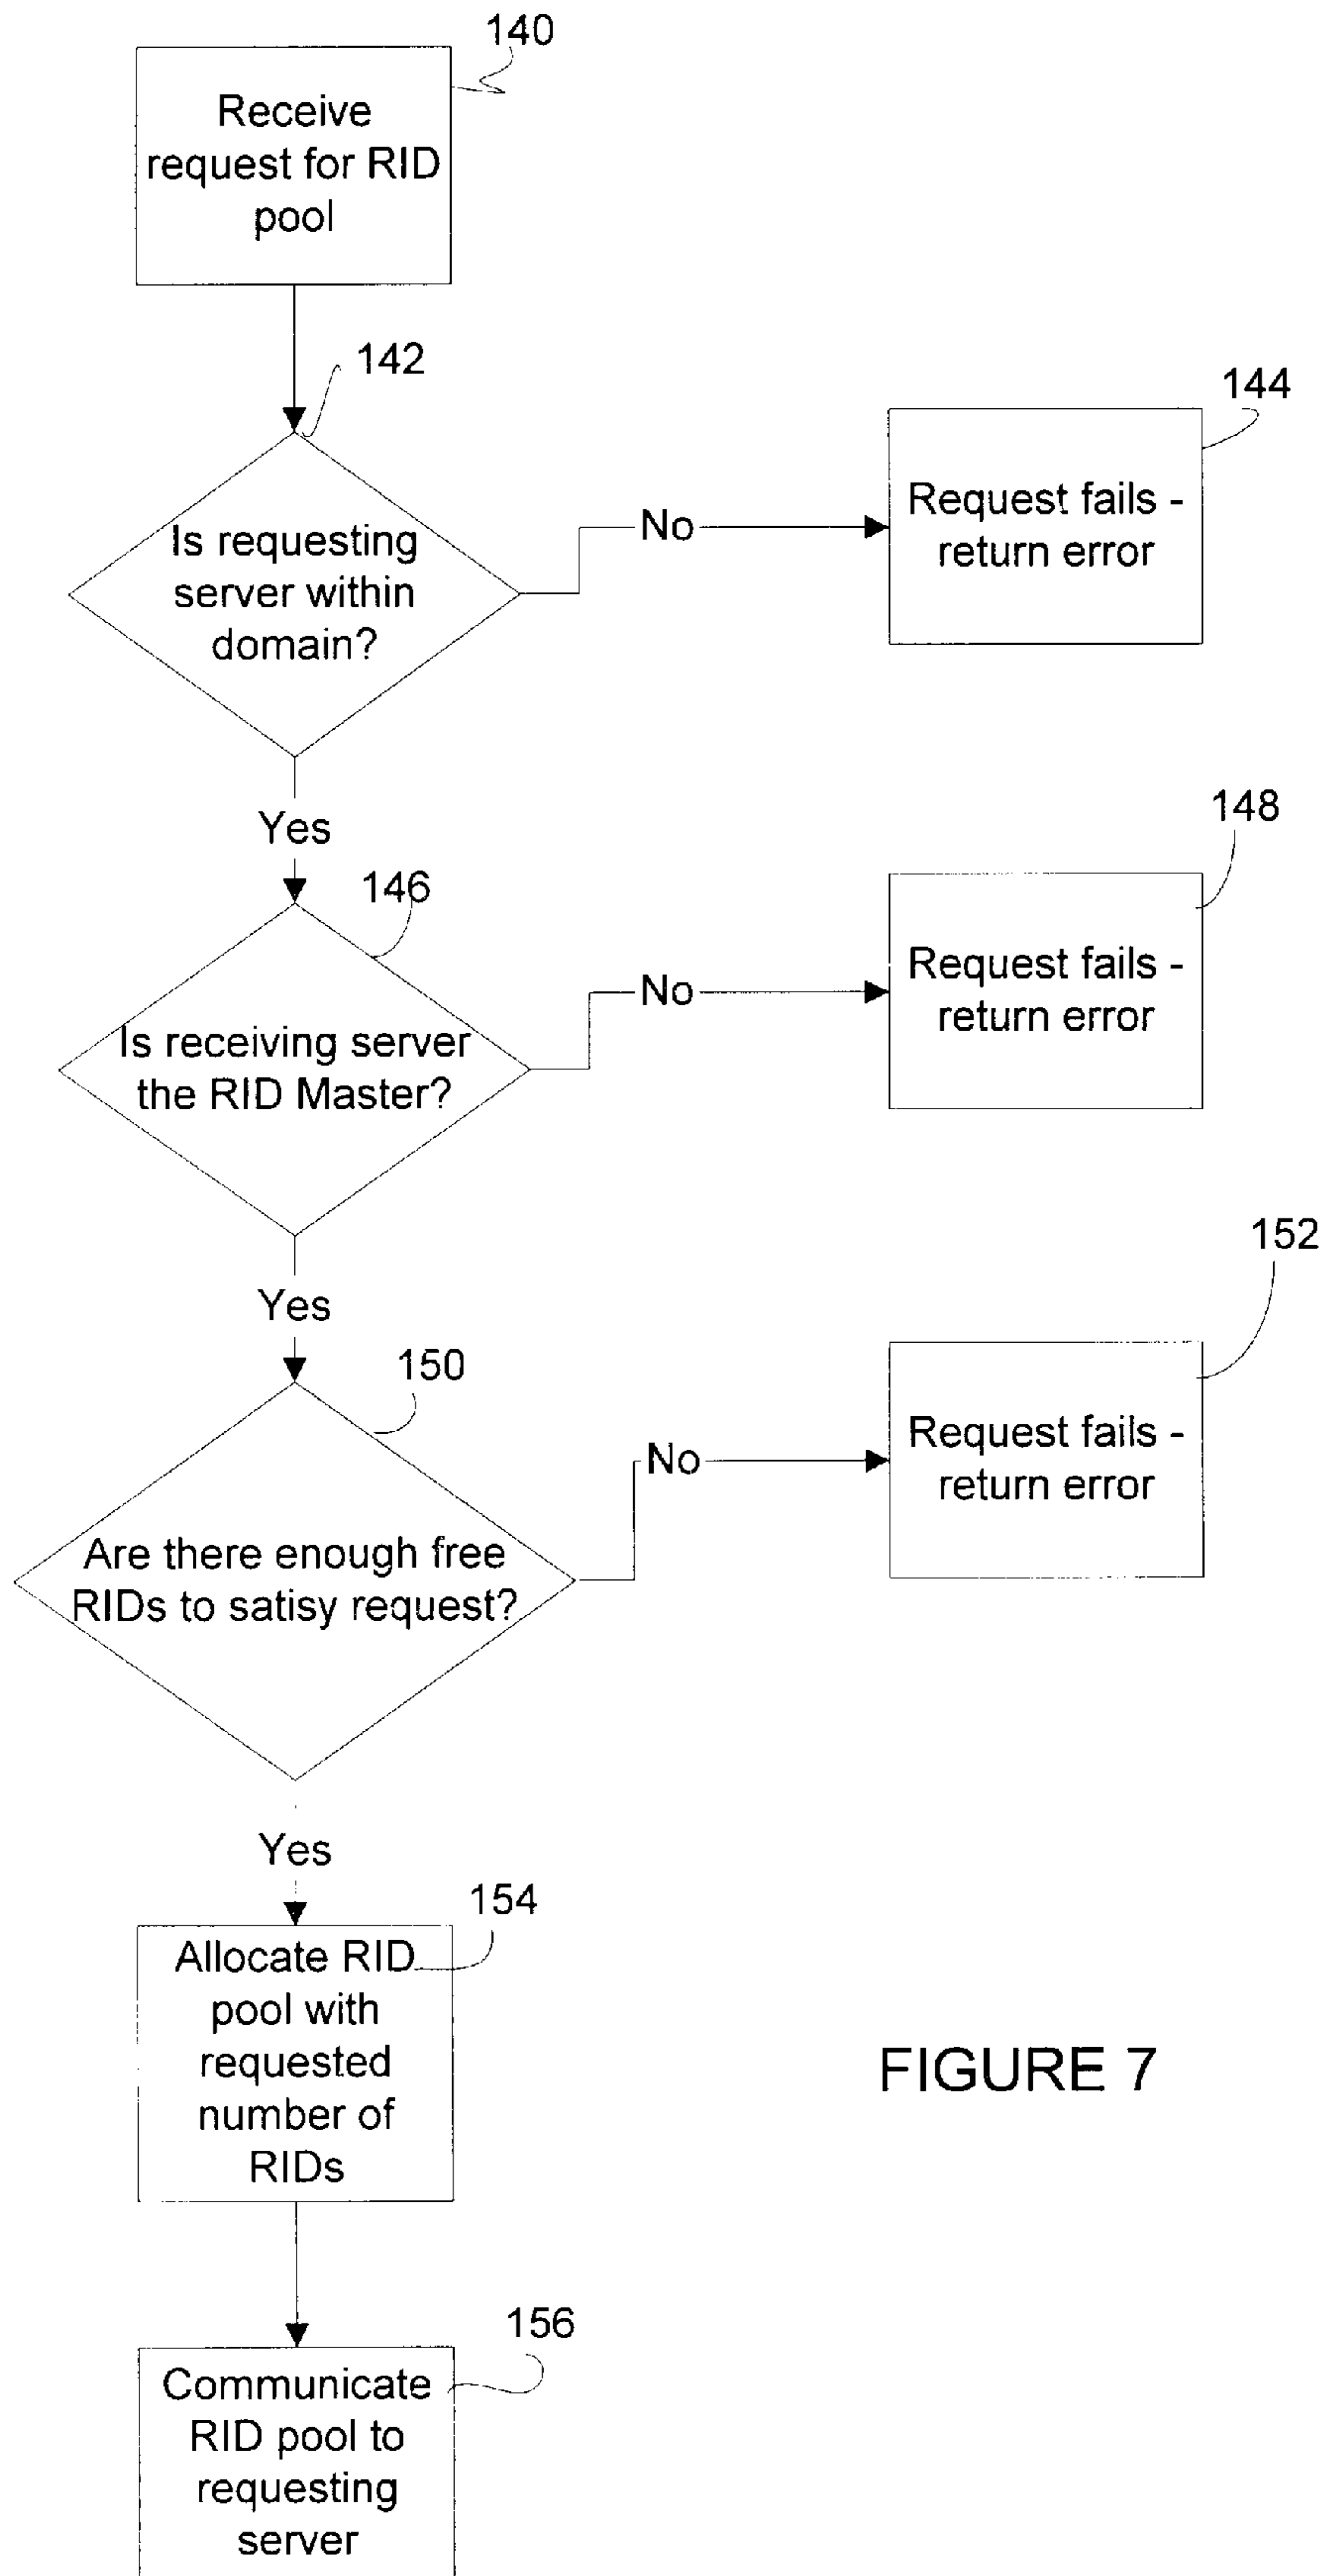 140
Receive
request for RID
pool
142
144
Is requesting
server within
domain?
No
Request fails -
return error
Yes
146
148
Is receiving server
the RID Master?
No
Request fails -
return error
Yes
150
152
Are there enough free
RIDs to satisy request?
No
Request fails -
return error
Yes
154
Allocate RID
pool with
requested
number of
RIDs
FIGURE 7
156
Communicate
RID pool to
requesting
server